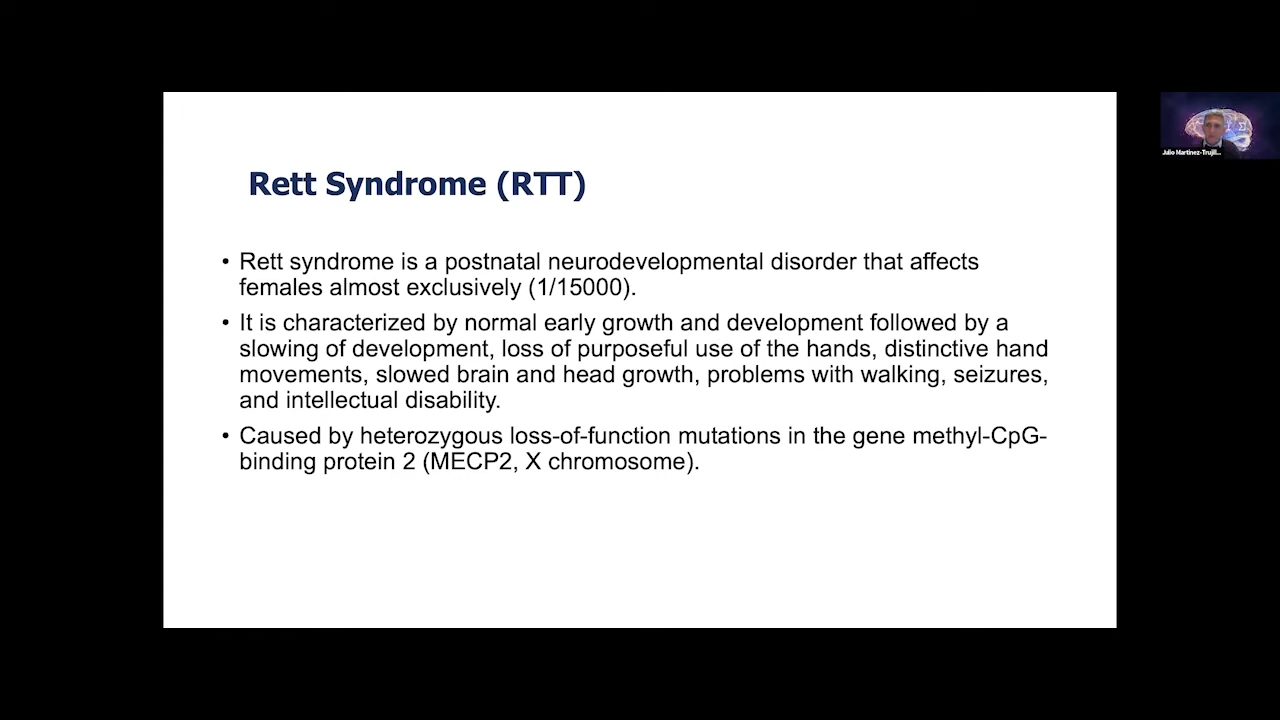 Rett Syndrome (RTT)
• Rett syndrome is a postnatal neurodevelopmental disorder that affects
females almost exclusively (1/15000).
• It is characterized by normal early growth and development followed by a
slowing of development, loss of purposeful use of the hands, distinctive hand
movements, slowed brain and head growth, problems with walking, seizures,
and intellectual disability.
• Caused by heterozygous loss-of-function mutations in the gene methyl-CpG-
binding protein 2 (MECP2, X chromosome).
Julio Martinez-Trujill...